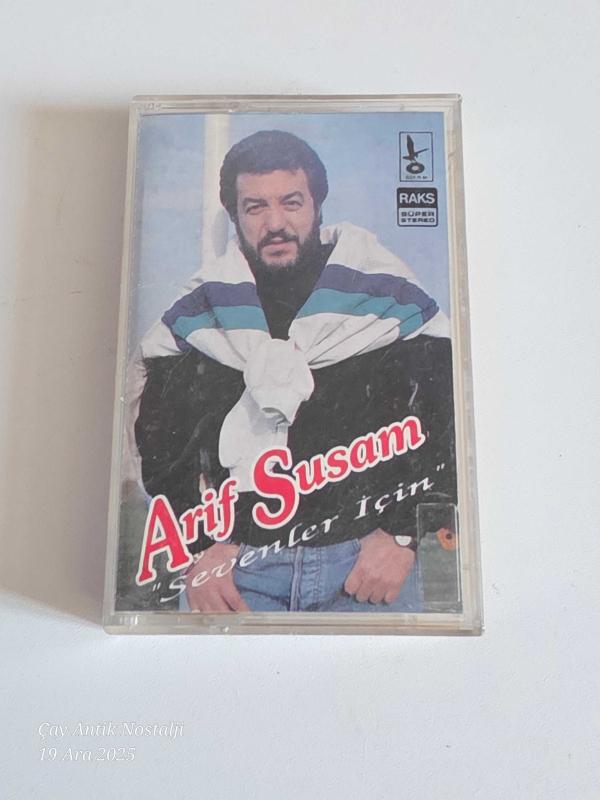 RAKS
SÜPER
STEREO
Arif Susam
"Sevenler İçin"
Çay Antik Nostalji
19 Ara 2025